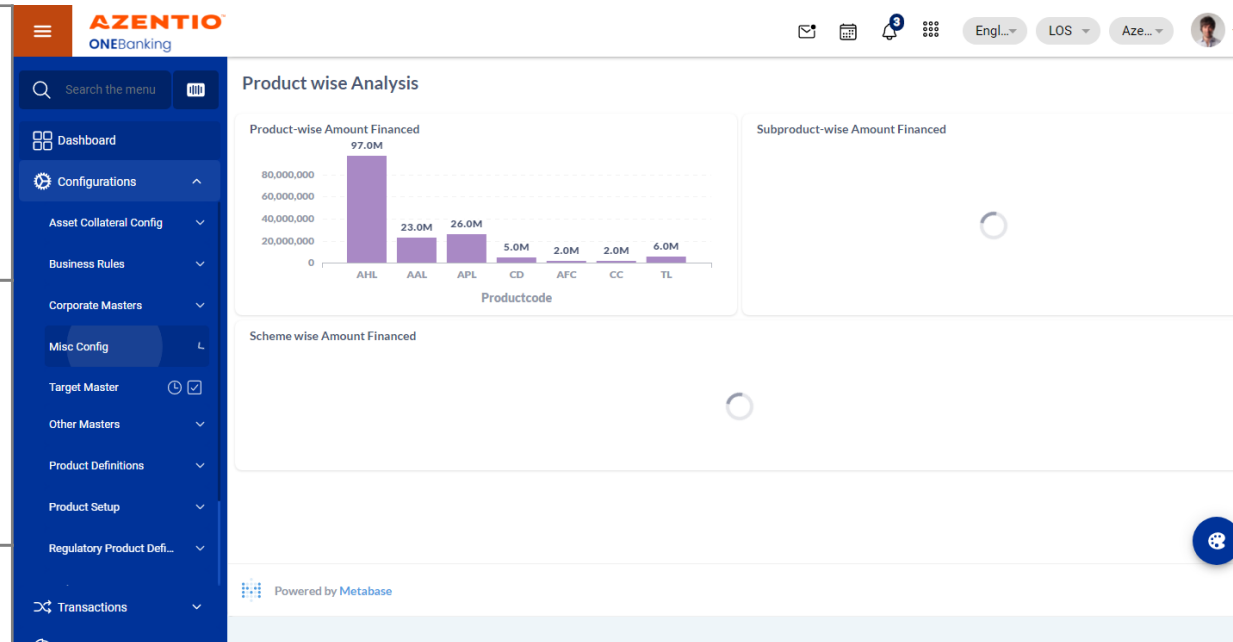 AZENTIO
ONEBanking
3
Engl...
LOS
Aze...
Search the menu
Dashboard
Configurations
Asset Collateral Config
Business Rules
Corporate Masters
Misc Config
Target Master
Other Masters
Product Definitions
Product Setup
Regulatory Product Defi...
Transactions
Product wise Analysis
Product-wise Amount Financed
97.0M
80,000,000
60,000,000
40,000,000
20,000,000
0
23.0M
26.0M
5.0M
2.0M
2.0M
6.0M
AHL AAL APL CD AFC CC TL
Productcode
Subproduct-wise Amount Financed
Scheme wise Amount Financed
Powered by Metabase